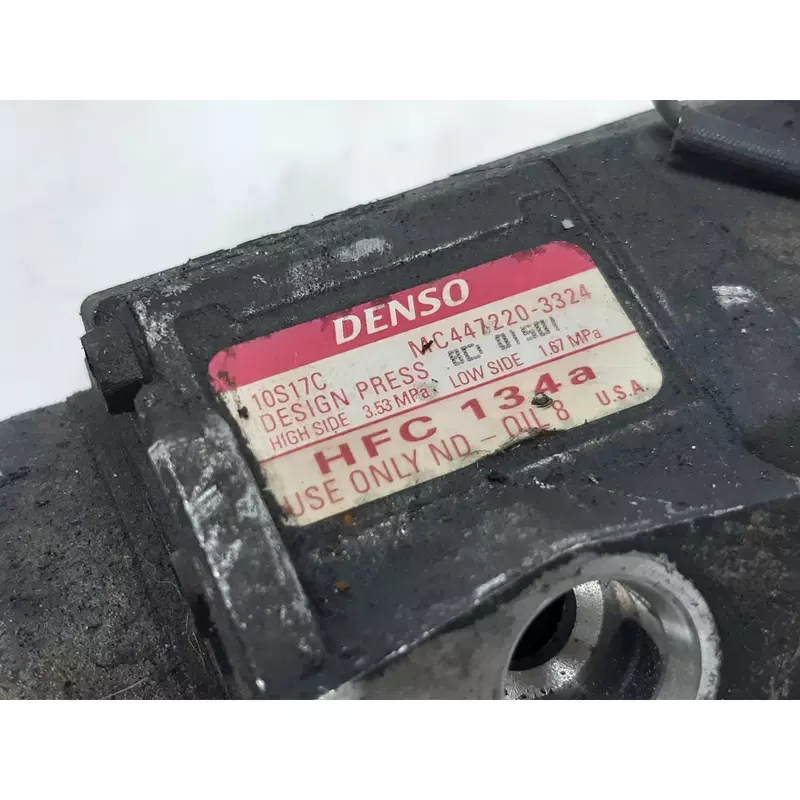 DENSO
10S17C MC447220-3324
DESIGN PRESS 01501
HIGH SIDE 3.53 MPa LOW SIDE 1.67 MPa
HFC 134a
USE ONLY ND-OIL 8 U.S.A.